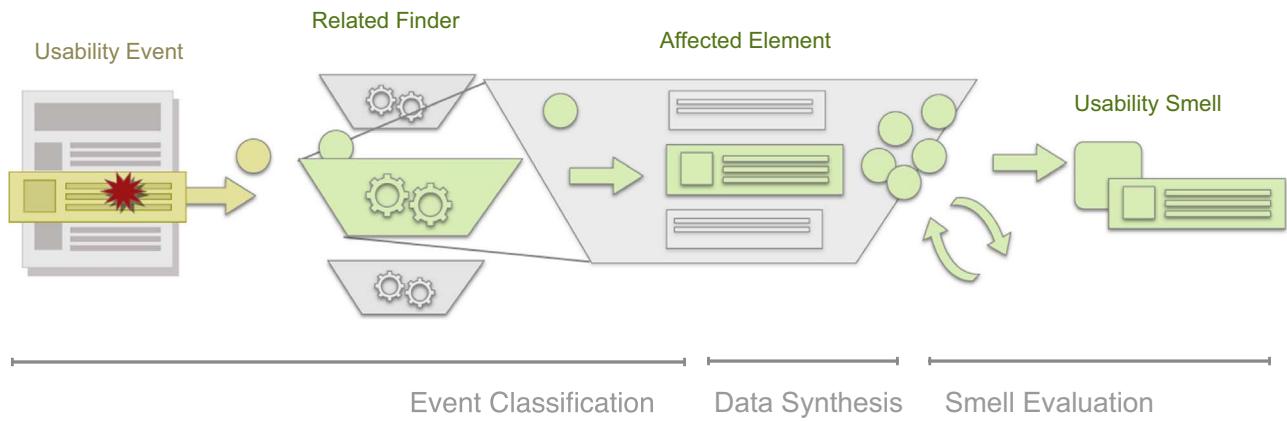 Related Finder
Usability Event
Affected Element
Usability Smell
Event Classification
Data Synthesis
Smell Evaluation